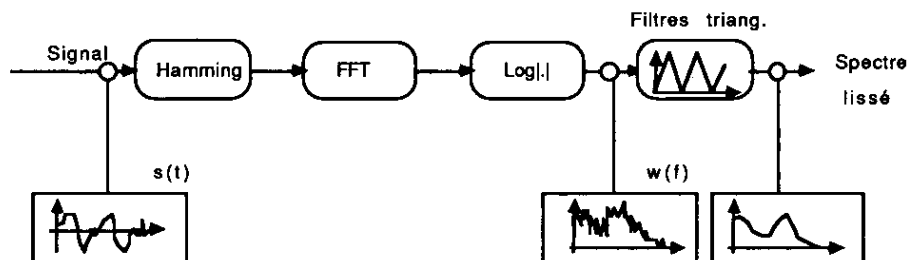 Filtres triang.
Signal
Hamming
FFT
Log|.|
Spectre
lissé
s(t)
w(f)